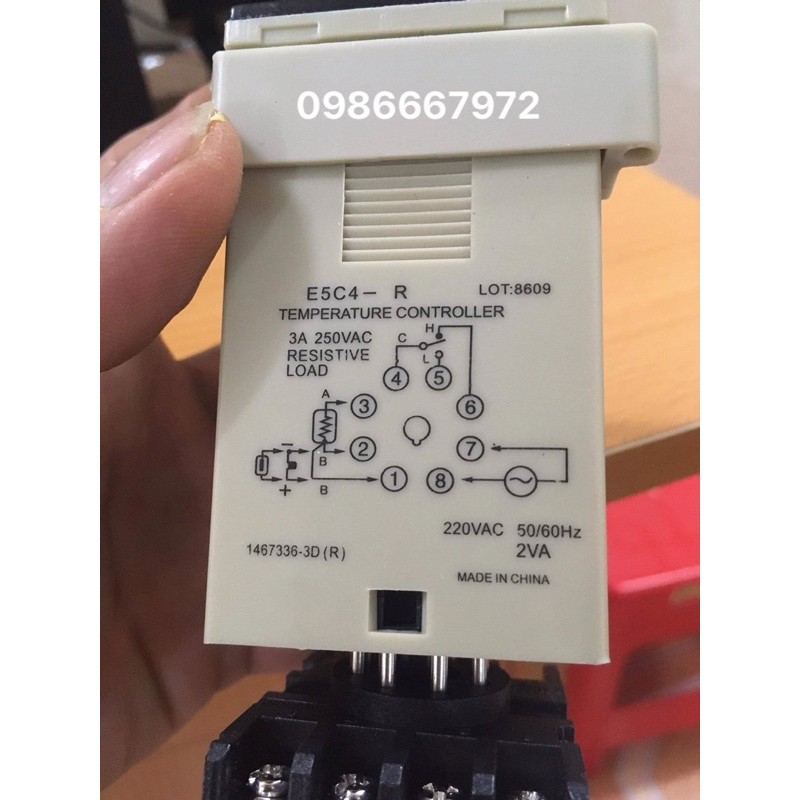 0986667972
E5C4- R
LOT:8609
TEMPERATURE CONTROLLER
3A 250VAC
RESISTIVE
LOAD
H
C
L
4
5
A
3
6
B
2
7
-
+
B
1
8
220VAC 50/60Hz
2VA
1467336-3D (R)
MADE IN CHINA